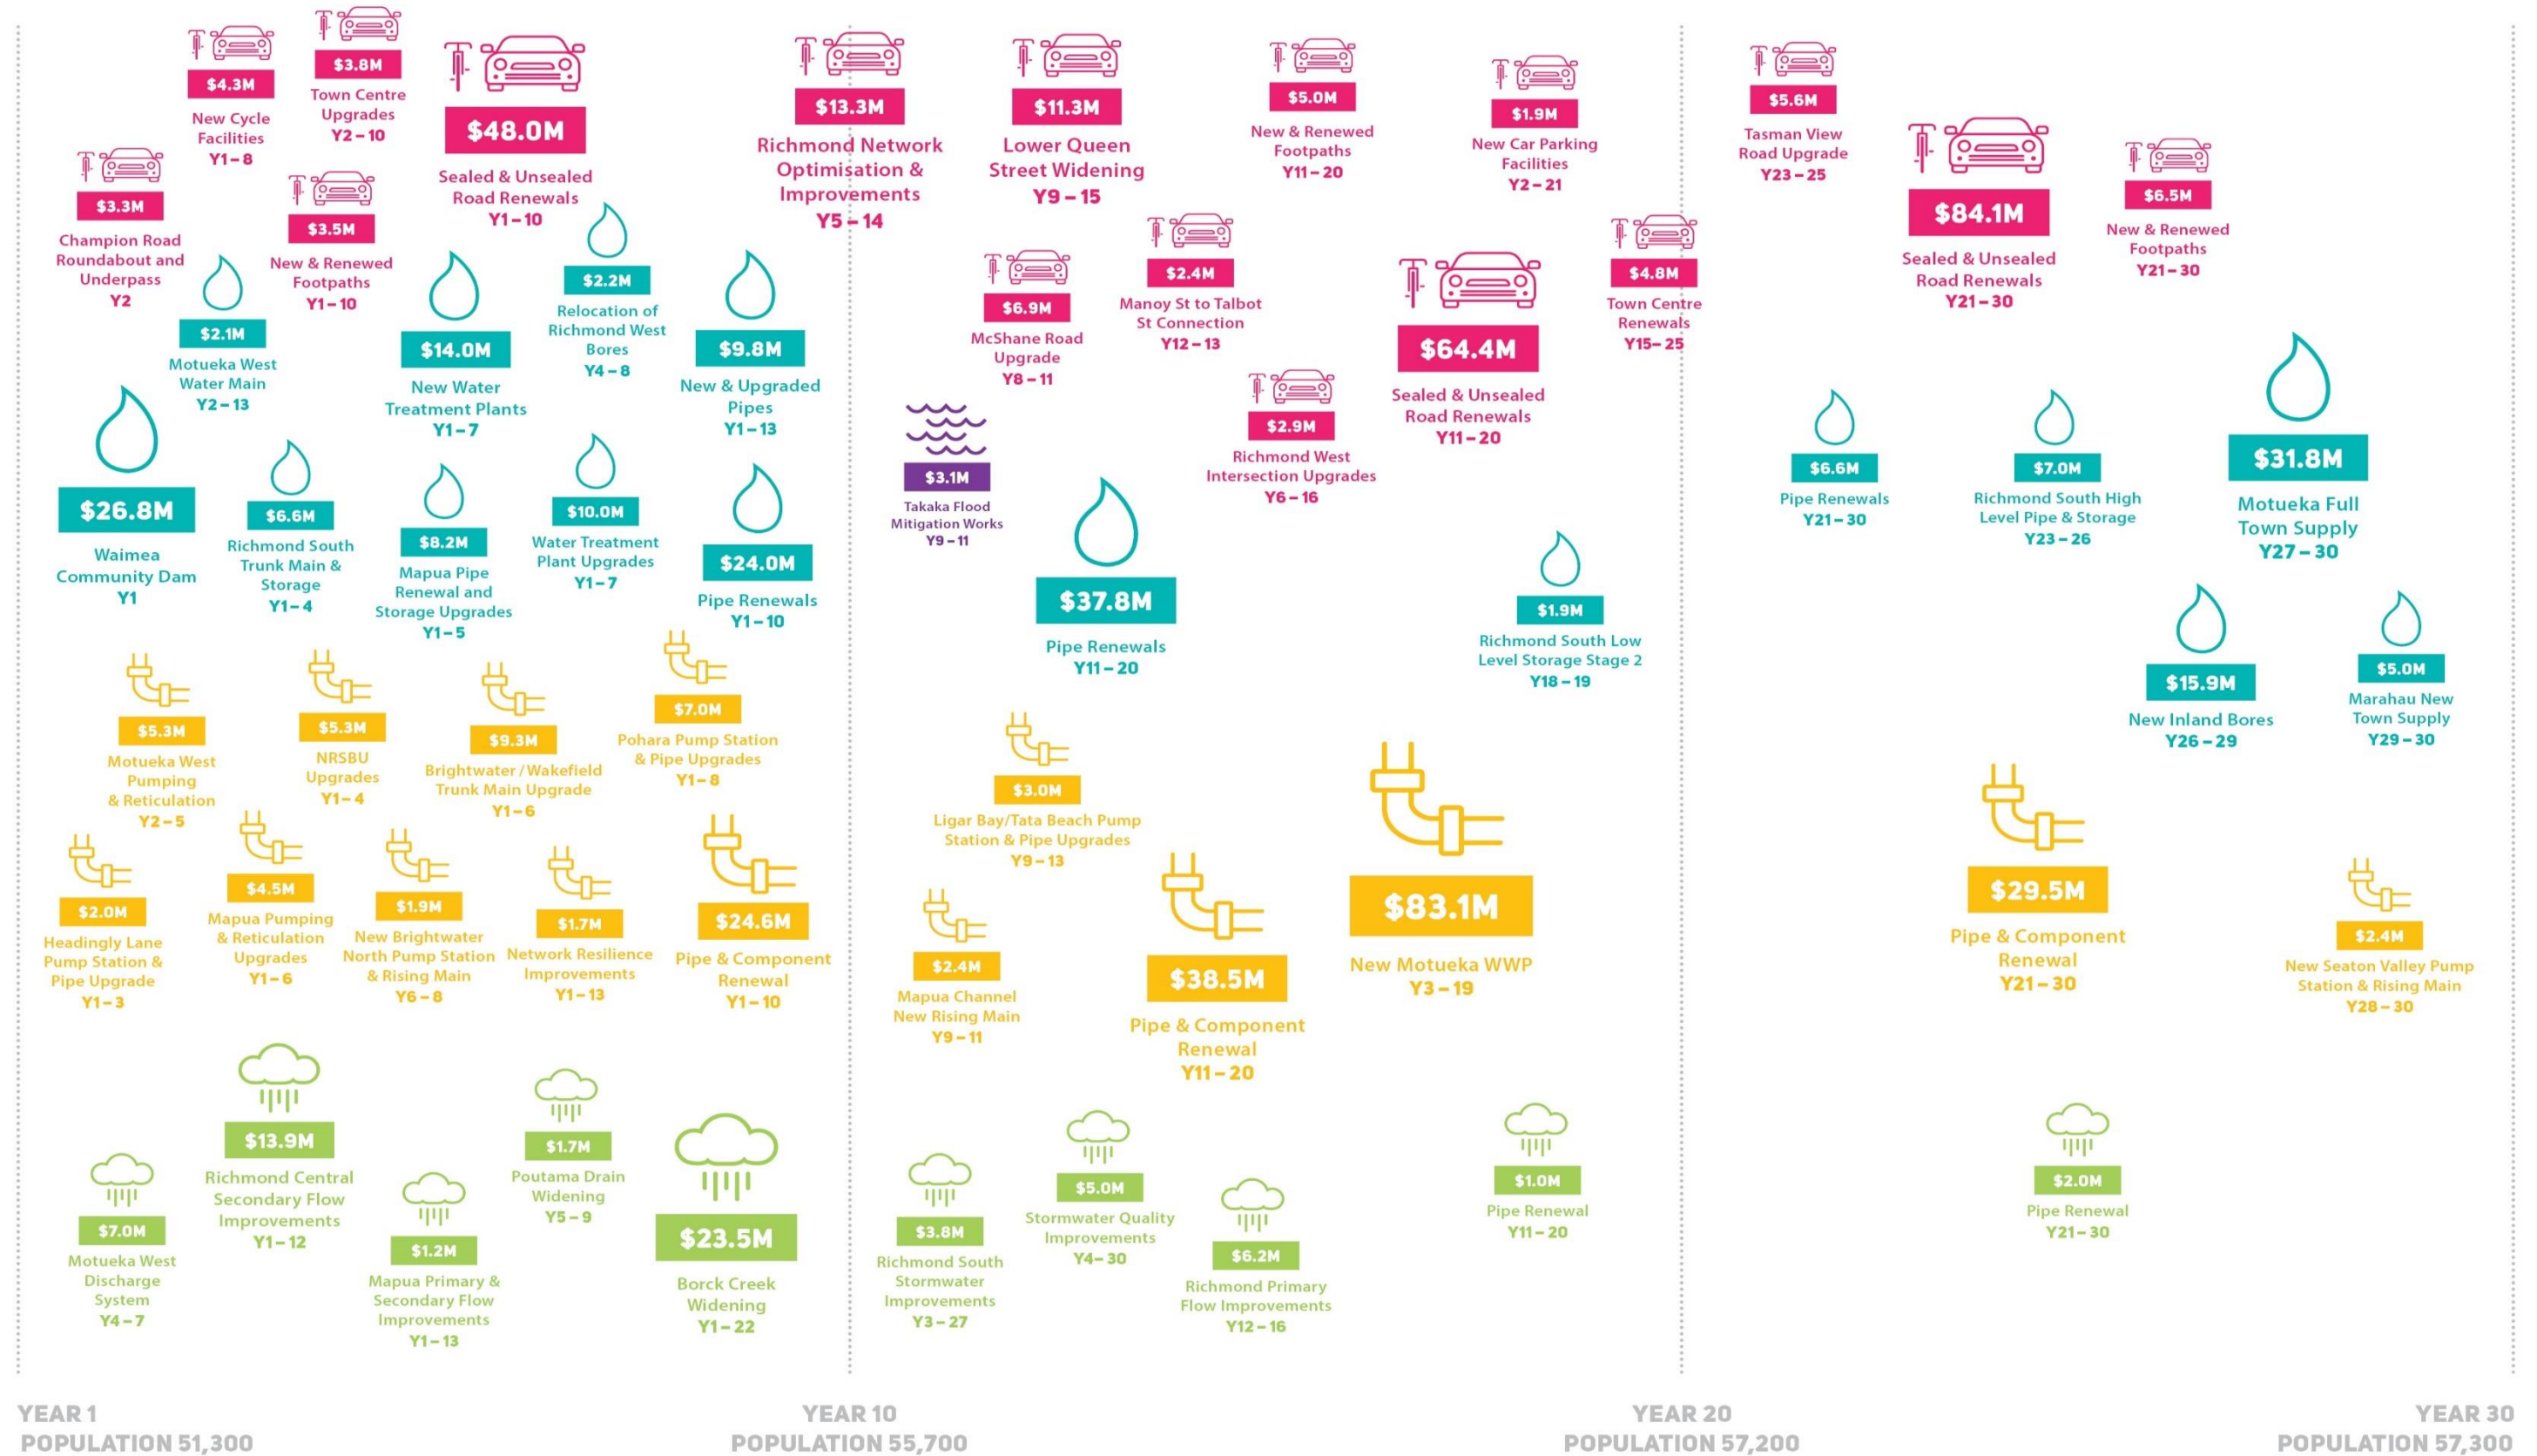 $4.3M
New Cycle
Facilities
Y1 – 8
$3.8M
Town Centre
Upgrades
Y2 – 10
$48.0M
Sealed & Unsealed
Road Renewals
Y1 – 10
$3.3M
Champion Road
Roundabout and
Underpass
Y2
$3.5M
New & Renewed
Footpaths
Y1 – 10
$13.3M
Richmond Network
Optimisation &
Improvements
Y5 – 14
$11.3M
Lower Queen
Street Widening
Y9 – 15
$5.0M
New & Renewed
Footpaths
Y11 – 20
$1.9M
New Car Parking
Facilities
Y2 – 21
$6.9M
McShane Road
Upgrade
Y8 – 11
$2.4M
Manoy St to Talbot
St Connection
Y12 – 13
$2.9M
Richmond West
Intersection Upgrades
Y6 – 16
$64.4M
Sealed & Unsealed
Road Renewals
Y11 – 20
$4.8M
Town Centre
Renewals
Y15– 25
$5.6M
Tasman View
Road Upgrade
Y23 – 25
$84.1M
Sealed & Unsealed
Road Renewals
Y21 – 30
$6.5M
New & Renewed
Footpaths
Y21 – 30
$2.1M
Motueka West
Water Main
Y2 – 13
$14.0M
New Water
Treatment Plants
Y1 – 7
$2.2M
Relocation of
Richmond West
Bores
Y4 – 8
$9.8M
New & Upgraded
Pipes
Y1 – 13
$26.8M
Waimea
Community Dam
Y1
$6.6M
Richmond South
Trunk Main &
Storage
Y1 – 4
$8.2M
Mapua Pipe
Renewal and
Storage Upgrades
Y1 – 5
$10.0M
Water Treatment
Plant Upgrades
Y1 – 7
$24.0M
Pipe Renewals
Y1 – 10
$3.1M
Takaka Flood
Mitigation Works
Y9 – 11
$37.8M
Pipe Renewals
Y11 – 20
$1.9M
Richmond South Low
Level Storage Stage 2
Y18 – 19
$6.6M
Pipe Renewals
Y21 – 30
$7.0M
Richmond South High
Level Pipe & Storage
Y23 – 26
$31.8M
Motueka Full
Town Supply
Y27 – 30
$15.9M
New Inland Bores
Y26 – 29
$5.0M
Marahau New
Town Supply
Y29 – 30
$5.3M
Motueka West
Pumping
& Reticulation
Y2 – 5
$5.3M
NRSBU
Upgrades
Y1 – 4
$9.3M
Brightwater / Wakefield
Trunk Main Upgrade
Y1 – 6
$7.0M
Pohara Pump Station
& Pipe Upgrades
Y1 – 8
$2.0M
Headingly Lane
Pump Station &
Pipe Upgrade
Y1 – 3
$4.5M
Mapua Pumping
& Reticulation
Upgrades
Y1 – 6
$1.9M
New Brightwater
North Pump Station
& Rising Main
Y6 – 8
$1.7M
Network Resilience
Improvements
Y1 – 13
$24.6M
Pipe & Component
Renewal
Y1 – 10
$3.0M
Ligar Bay/Tata Beach Pump
Station & Pipe Upgrades
Y9 – 13
$2.4M
Mapua Channel
New Rising Main
Y9 – 11
$38.5M
Pipe & Component
Renewal
Y11 – 20
$83.1M
New Motueka WWP
Y3 – 19
$29.5M
Pipe & Component
Renewal
Y21 – 30
$2.4M
New Seaton Valley Pump
Station & Rising Main
Y28 – 30
$7.0M
Motueka West
Discharge
System
Y4 – 7
$13.9M
Richmond Central
Secondary Flow
Improvements
Y1 – 12
$1.2M
Mapua Primary &
Secondary Flow
Improvements
Y1 – 13
$1.7M
Poutama Drain
Widening
Y5 – 9
$23.5M
Borck Creek
Widening
Y1 – 22
$3.8M
Richmond South
Stormwater
Improvements
Y3 – 27
$5.0M
Stormwater Quality
Improvements
Y4– 30
$6.2M
Richmond Primary
Flow Improvements
Y12 – 16
$1.0M
Pipe Renewal
Y11 – 20
$2.0M
Pipe Renewal
Y21 – 30
YEAR 1
POPULATION 51,300
YEAR 10
POPULATION 55,700
YEAR 20
POPULATION 57,200
YEAR 30
POPULATION 57,300